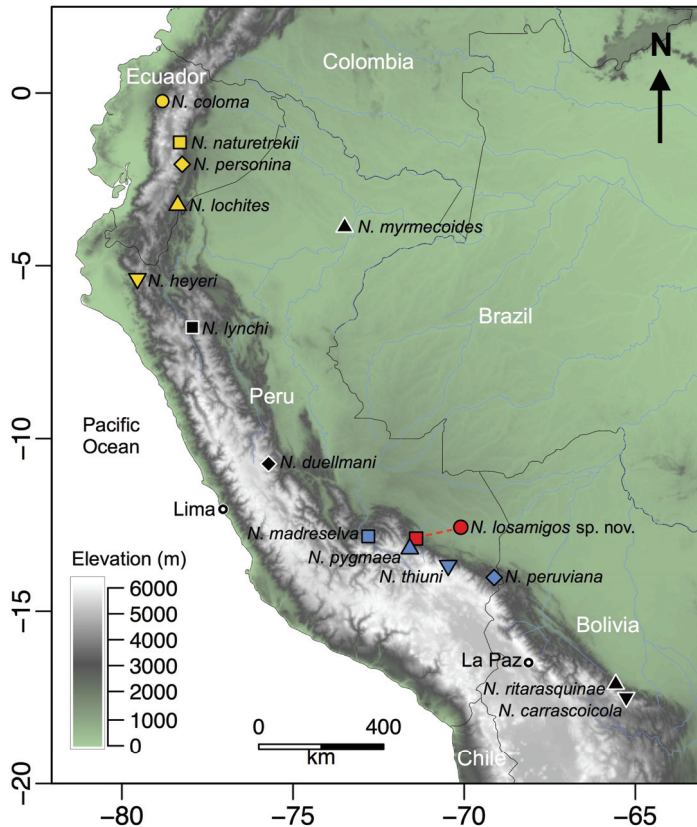 N
Colombia
Ecuador
0
N. coloma
N. naturetrekii
N. personina
N. lochites
N. myrmecoides
−5
N. heyeri
N. lynchi
Brazil
Peru
Pacific
Ocean
−10
N. duellmani
Lima
N. losamigos sp. nov.
N. madreselva
N. pygmaea
Elevation (m)
N. thiuni
N. peruviana
6000
5000
4000
3000
2000
1000
0
−15
Bolivia
La Paz
N. ritarasquinae
N. carrascoicola
0
400
km
Chile
−20
−80
−75
−70
−65